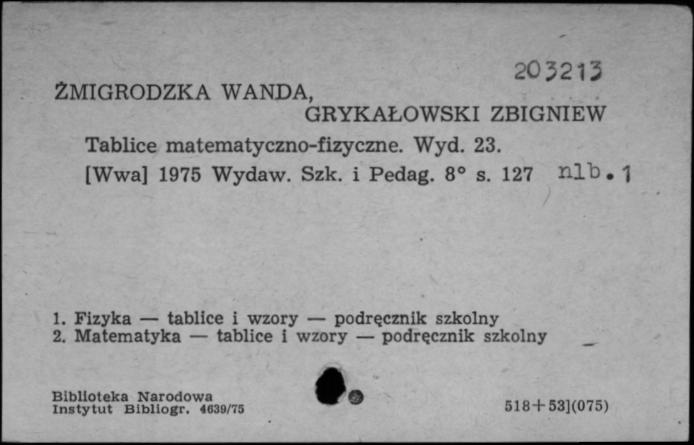 203213
ŻMIGRODZKA WANDA,
GRYKAŁOWSKI ZBIGNIEW
Tablice matematyczno-fizyczne. Wyd. 23.
[Wwa] 1975 Wydaw. Szk. i Pedag. 8° s. 127 nlb. 1
1. Fizyka — tablice i wzory — podręcznik szkolny
2. Matematyka — tablice i wzory — podręcznik szkolny
Biblioteka Narodowa
Instytut Bibliogr. 4639/75
518+53](075)